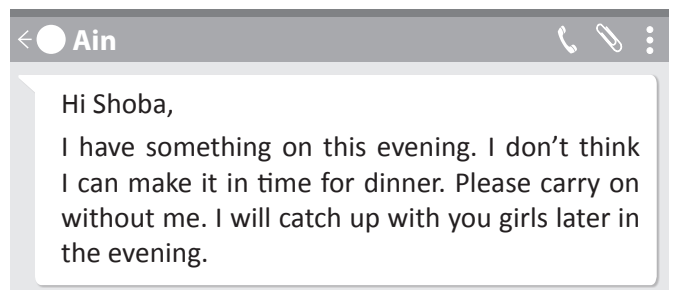 Ain
Hi Shoba,
I have something on this evening. I don’t think
I can make it in time for dinner. Please carry on
without me. I will catch up with you girls later in
the evening.